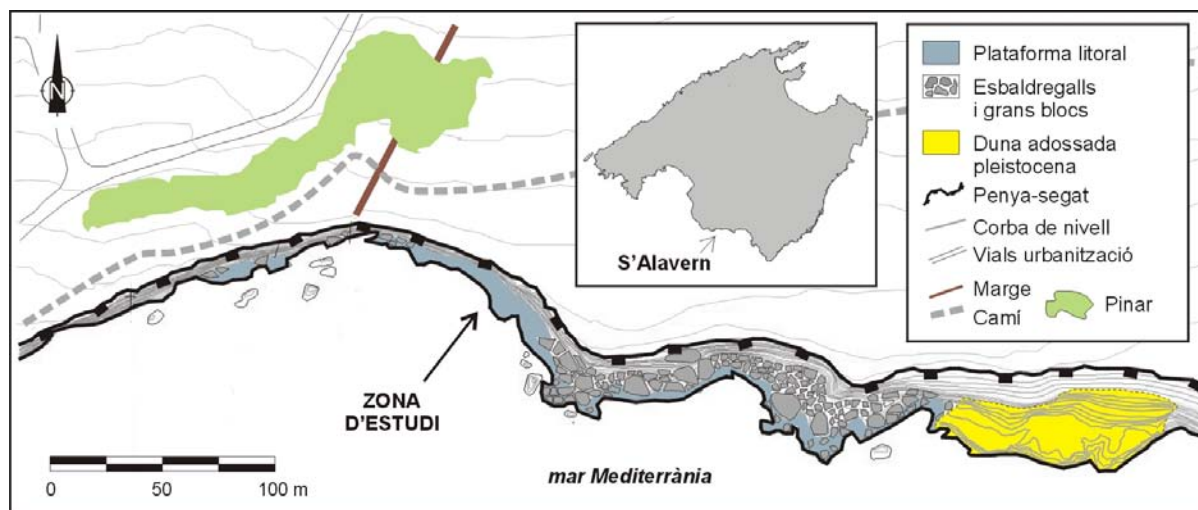 N
S'Alavern
Plataforma litoral
Esbaldregalls
i grans blocs
Duna adossada
pleistocena
Penya-segat
Corba de nivell
Vials urbanització
Marge
Camí
Pinar
ZONA
D'ESTUDI
mar Mediterrània
0 50 100 m